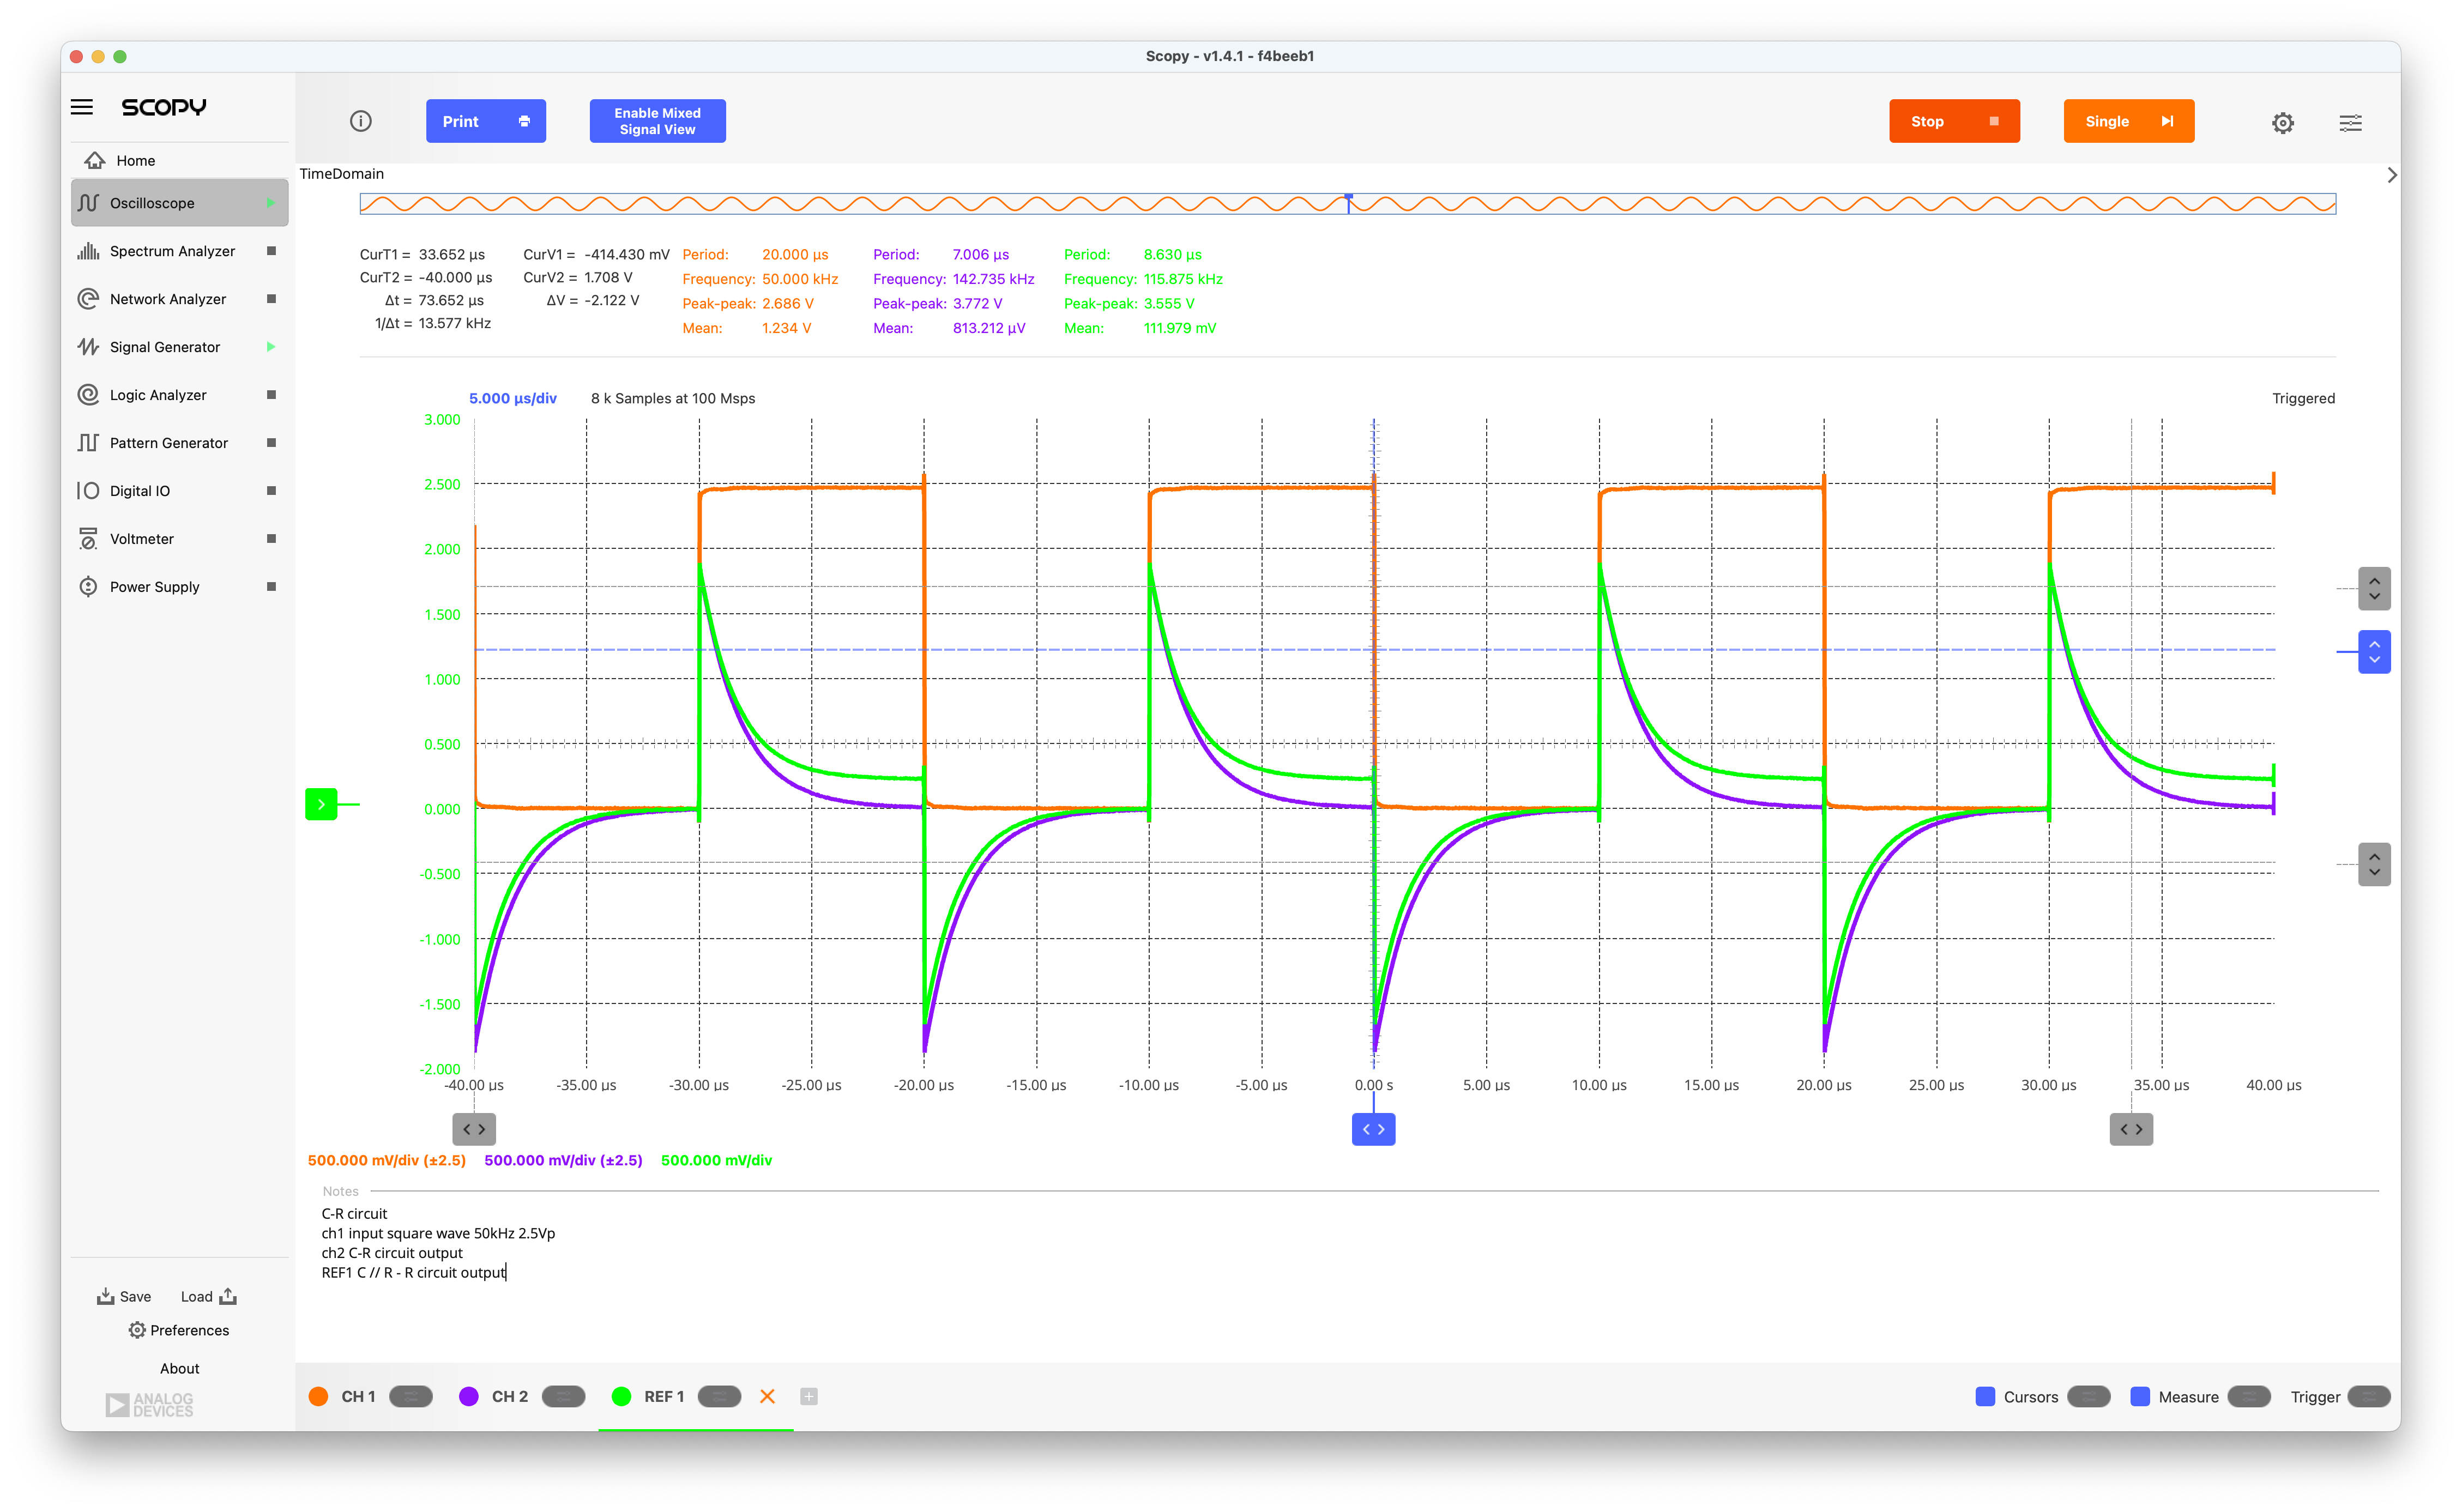 Scopy - v1.4.1 - f4beeb1
SCOPY
Print
Enable Mixed
Signal View
Stop
Single
Home
Oscilloscope
Spectrum Analyzer
Network Analyzer
Signal Generator
Logic Analyzer
Pattern Generator
Digital IO
Voltmeter
Power Supply
TimeDomain
CurT1 = 33.652 µs CurV1 = -414.430 mV Period: 20.000 µs Period: 7.006 µs Period: 8.630 µs
CurT2 = -40.000 µs CurV2 = 1.708 V Frequency: 50.000 kHz Frequency: 142.735 kHz Frequency: 115.875 kHz
Δt = 73.652 µs ΔV = -2.122 V Peak-peak: 2.686 V Peak-peak: 3.772 V Peak-peak: 3.555 V
1/Δt = 13.577 kHz Mean: 1.234 V Mean: 813.212 µV Mean: 111.979 mV
5.000 µs/div 8 k Samples at 100 Msps Triggered
3.000
2.500
2.000
1.500
1.000
0.500
0.000
-0.500
-1.000
-1.500
-2.000
-40.00 µs -35.00 µs -30.00 µs -25.00 µs -20.00 µs -15.00 µs -10.00 µs -5.00 µs 0.00 s 5.00 µs 10.00 µs 15.00 µs 20.00 µs 25.00 µs 30.00 µs 35.00 µs 40.00 µs
500.000 mV/div (±2.5) 500.000 mV/div (±2.5) 500.000 mV/div
Notes
C-R circuit
ch1 input square wave 50kHz 2.5Vp
ch2 C-R circuit output
REF1 C // R - R circuit output
Save Load
Preferences
About
ANALOG
DEVICES
CH 1 CH 2 REF 1 Cursors Measure Trigger